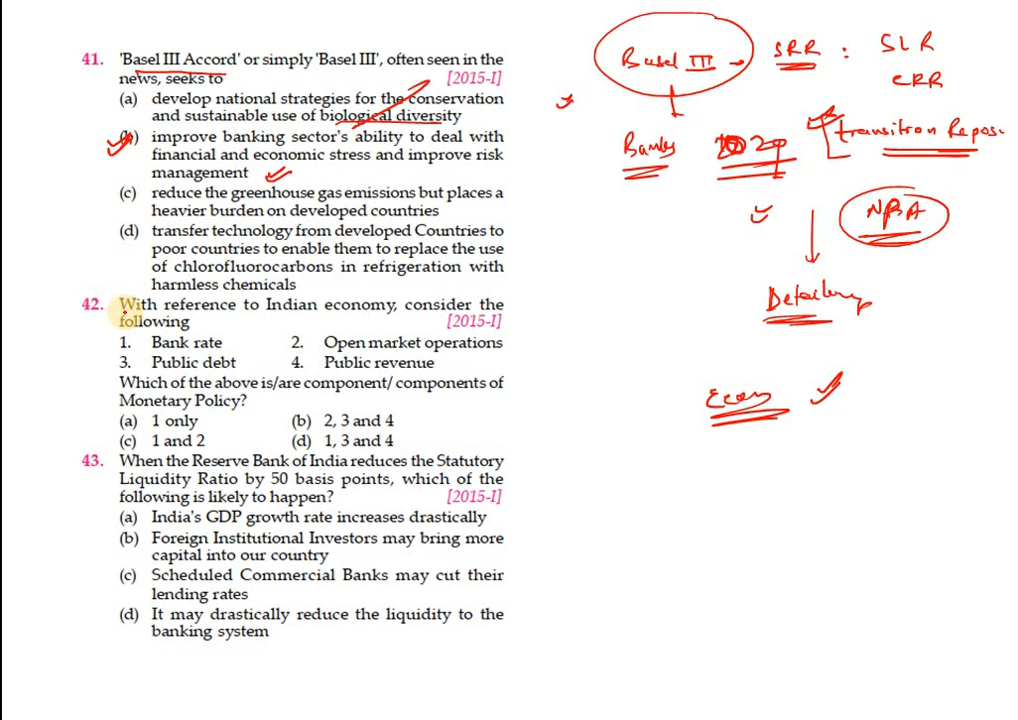 41. 'Basel III Accord' or simply 'Basel III', often seen in the
news, seeks to [2015-I]
(a) develop national strategies for the conservation
and sustainable use of biological diversity
improve banking sector's ability to deal with
financial and economic stress and improve risk
management
(c) reduce the greenhouse gas emissions but places a
heavier burden on developed countries
(d) transfer technology from developed Countries to
poor countries to enable them to replace the use
of chlorofluorocarbons in refrigeration with
harmless chemicals
42. With reference to Indian economy, consider the
following [2015-I]
1. Bank rate 2. Open market operations
3. Public debt 4. Public revenue
Which of the above is/are component/ components of
Monetary Policy?
(a) 1 only (b) 2, 3 and 4
(c) 1 and 2 (d) 1, 3 and 4
43. When the Reserve Bank of India reduces the Statutory
Liquidity Ratio by 50 basis points, which of the
following is likely to happen? [2015-I]
(a) India's GDP growth rate increases drastically
(b) Foreign Institutional Investors may bring more
capital into our country
(c) Scheduled Commercial Banks may cut their
lending rates
(d) It may drastically reduce the liquidity to the
banking system
Basel III SRR : SLR
CRR
Banks
transition
NBA